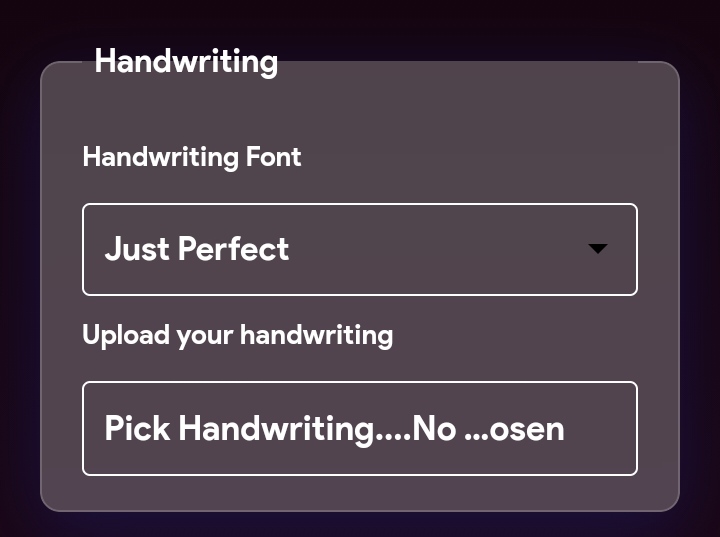 Handwriting
Handwriting Font
Just Perfect
Upload your handwriting
Pick Handwriting....No ...osen